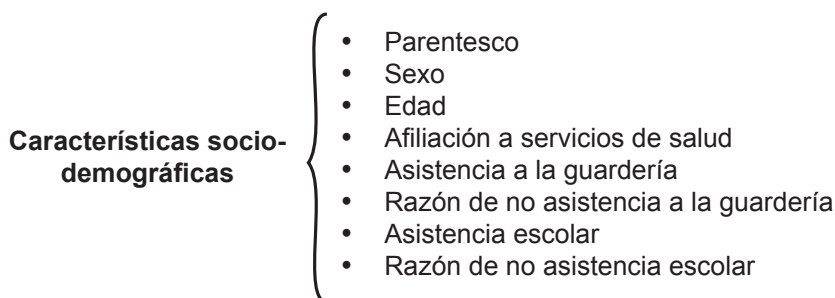 Características socio-
demográficas
• Parentesco
• Sexo
• Edad
• Afiliación a servicios de salud
• Asistencia a la guardería
• Razón de no asistencia a la guardería
• Asistencia escolar
• Razón de no asistencia escolar